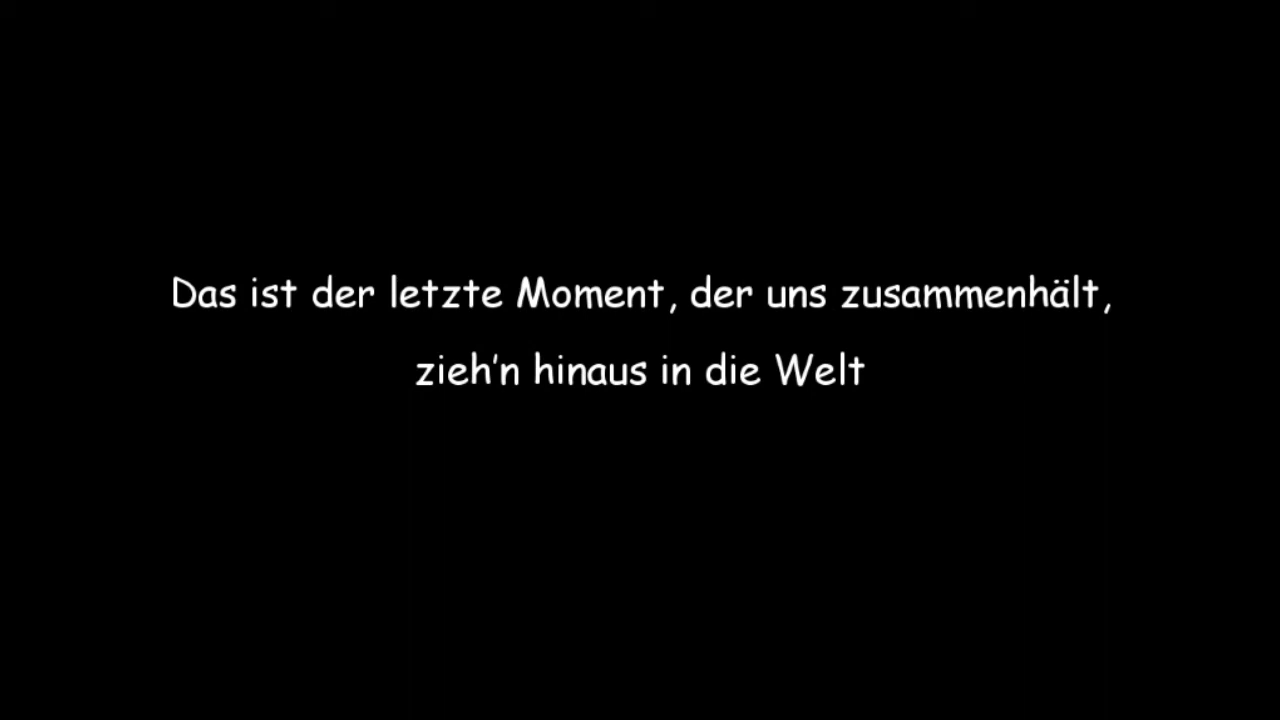 Das ist der letzte Moment, der uns zusammenhält,
zieh'n hinaus in die Welt